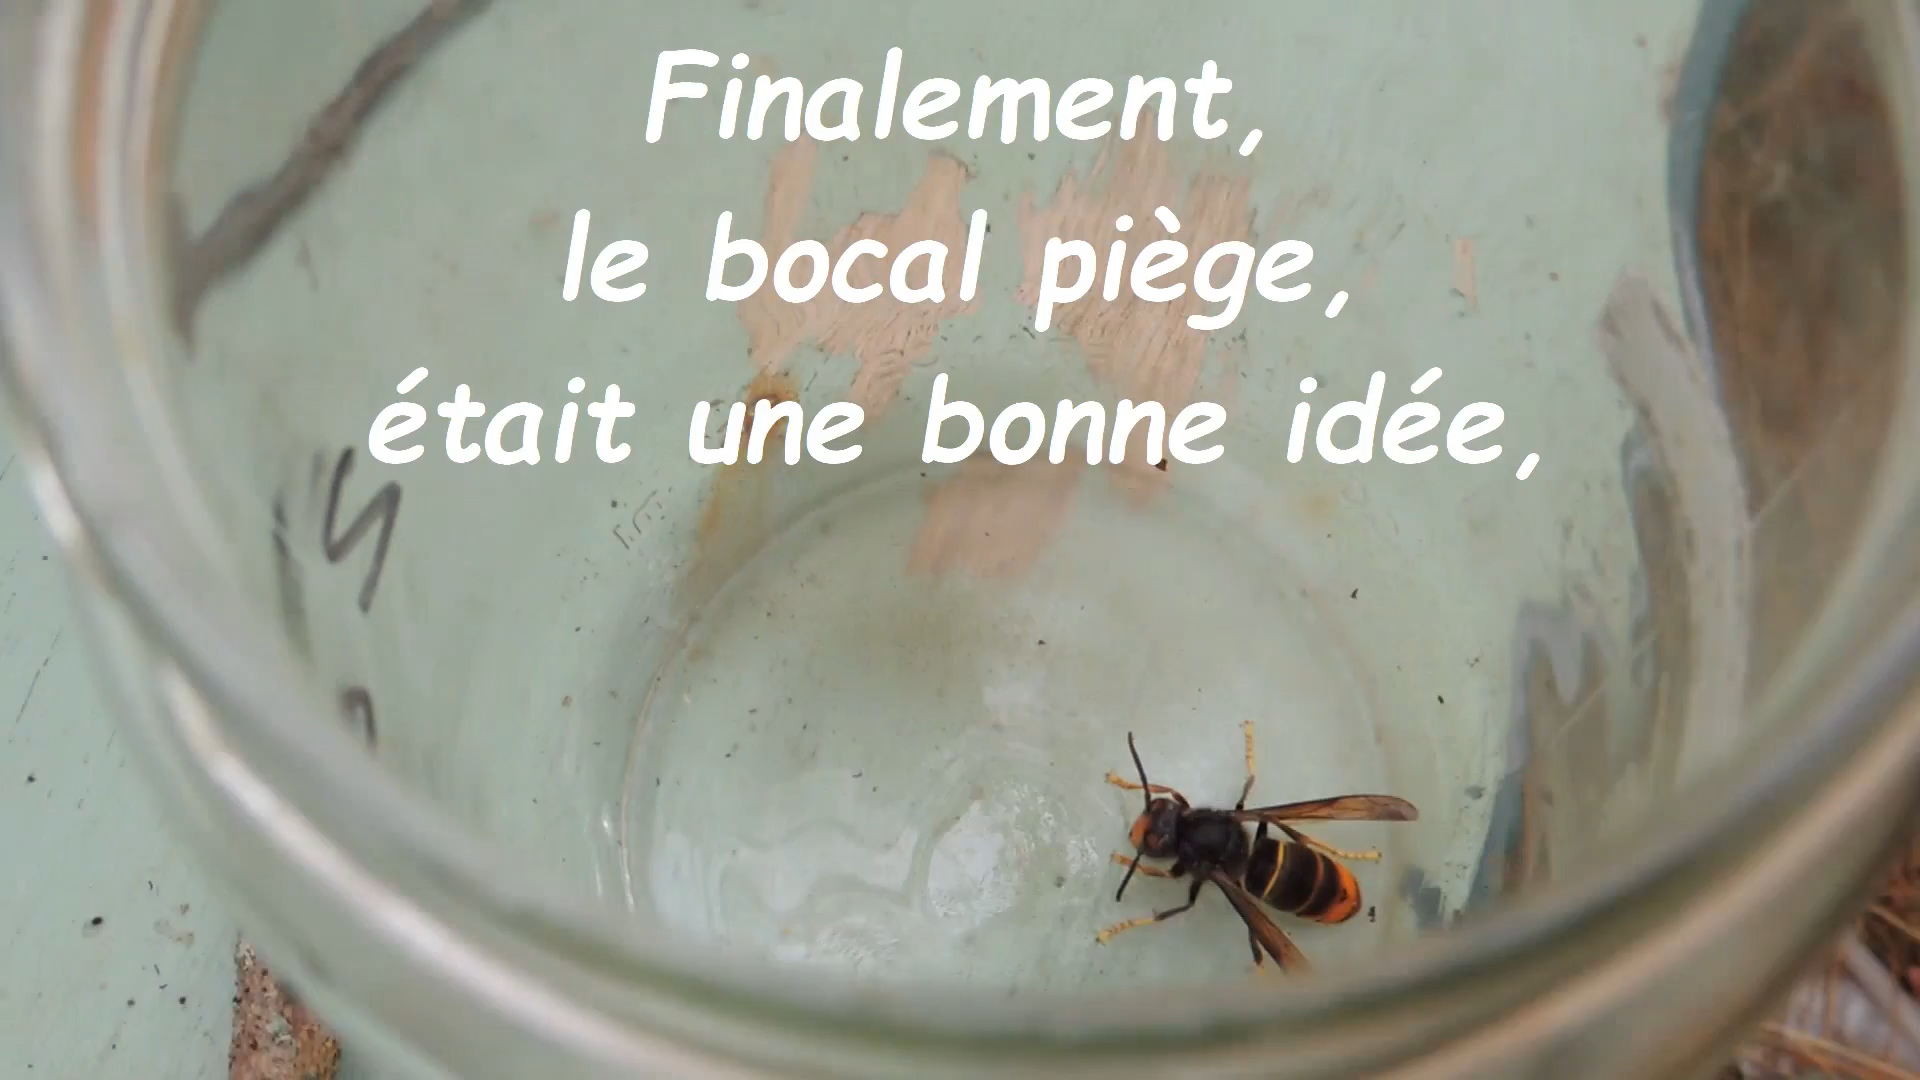 Finalement,
le bocal piège,
était une bonne idée,